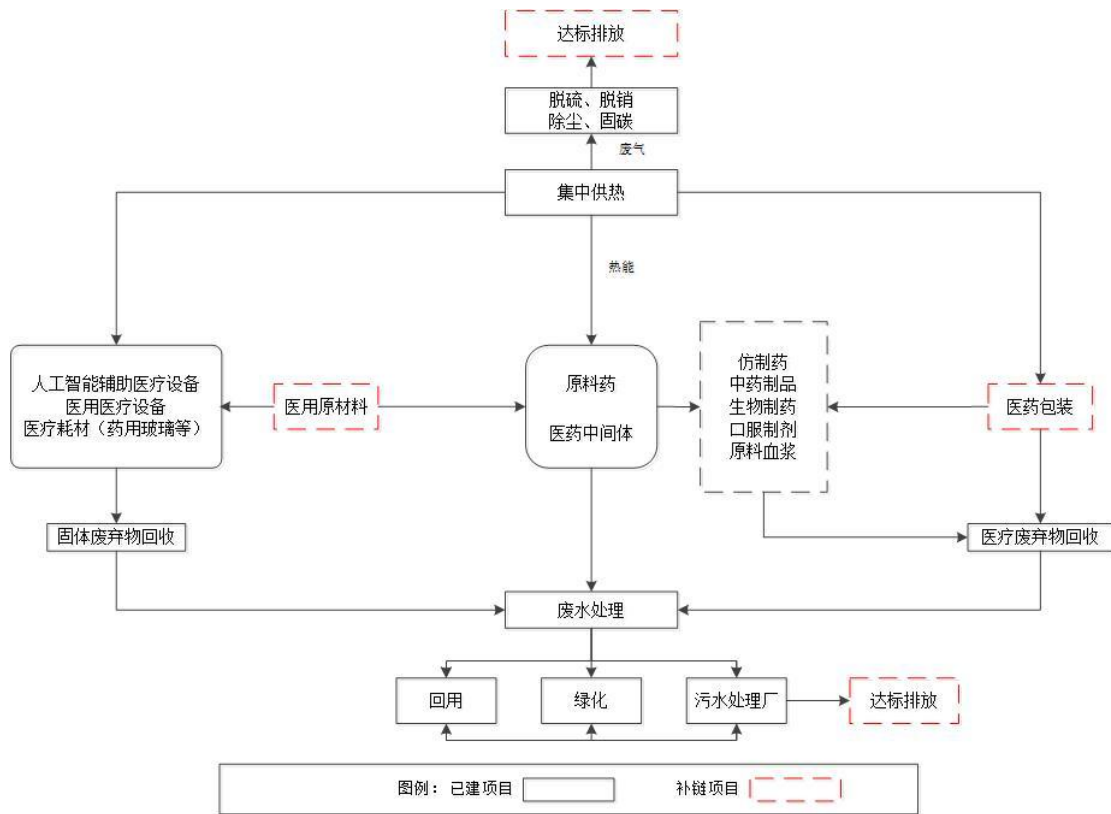 达标排放
脱硫、脱销
除尘、固碳
废气
集中供热
热能
人工智能辅助医疗设备
医用医疗设备
医疗耗材（药用玻璃等）
医用原材料
原料药
医药中间体
仿制药
中药制品
生物制药
口服制剂
原料血浆
医药包装
固体废弃物回收
医疗废弃物回收
废水处理
回用
绿化
污水处理厂
达标排放
图例： 已建项目
补链项目